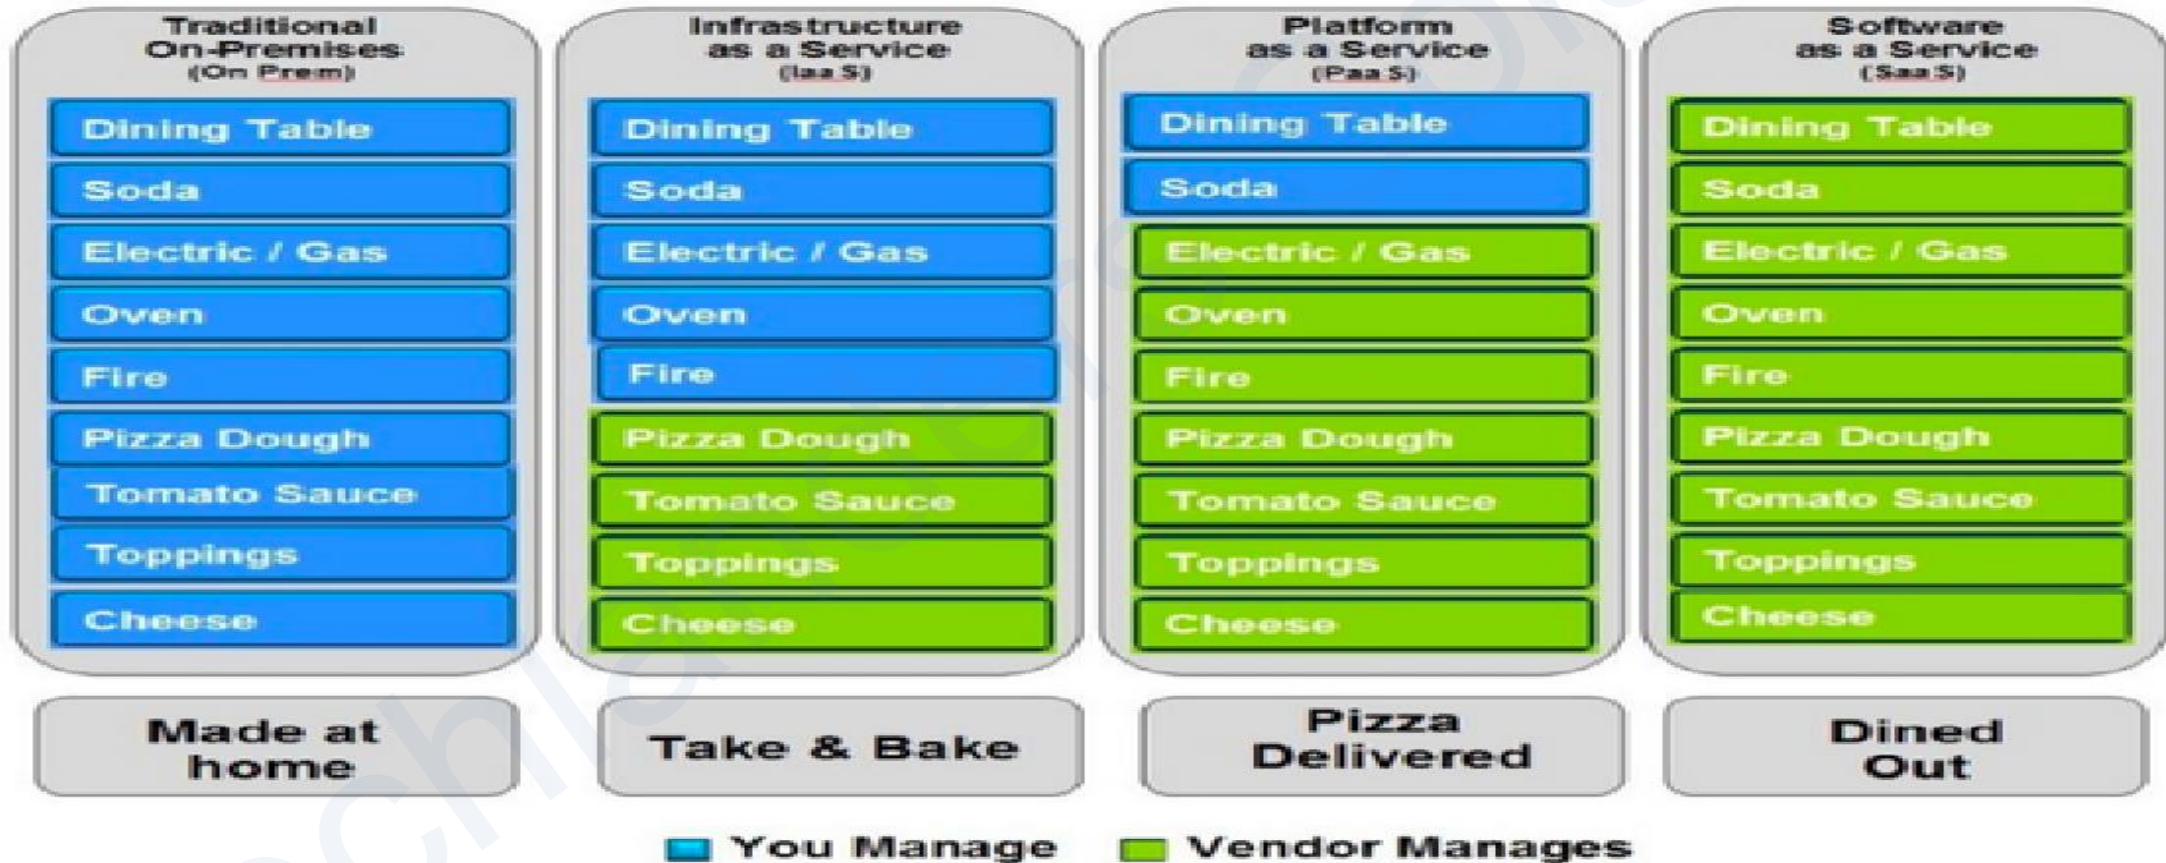 Traditional
On-Premises
(On Prem)
Dining Table
Soda
Electric / Gas
Oven
Fire
Pizza Dough
Tomato Sauce
Toppings
Cheese
Made at
home
Infrastructure
as a Service
(IaaS)
Dining Table
Soda
Electric / Gas
Oven
Fire
Pizza Dough
Tomato Sauce
Toppings
Cheese
Take & Bake
Platform
as a Service
(PaaS)
Dining Table
Soda
Electric / Gas
Oven
Fire
Pizza Dough
Tomato Sauce
Toppings
Cheese
Pizza
Delivered
Software
as a Service
(SaaS)
Dining Table
Soda
Electric / Gas
Oven
Fire
Pizza Dough
Tomato Sauce
Toppings
Cheese
Dined
Out
You Manage
Vendor Manages